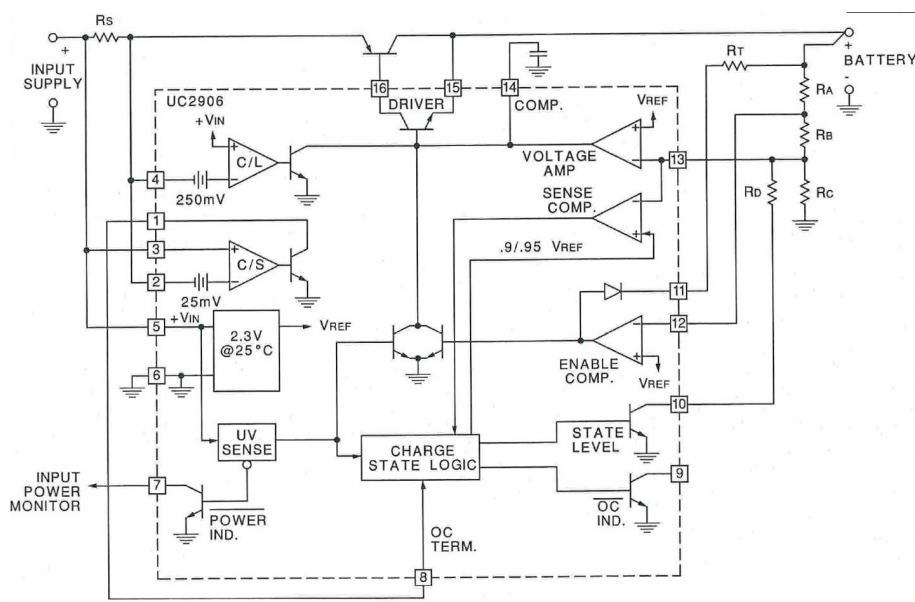 RS
+
INPUT
SUPPLY
+
BATTERY
-
RT
RA
RB
RC
RD
16
DRIVER
15
14
COMP.
UC2906
+VIN
VREF
C/L
+
-
4
250mV
VOLTAGE
AMP
+
-
13
1
SENSE
COMP.
-
+
3
C/S
+
-
.9/.95 VREF
2
25mV
11
+VIN
5
2.3V
@25°C
VREF
12
-
+
ENABLE
COMP.
VREF
6
10
STATE
LEVEL
UV
SENSE
CHARGE
STATE LOGIC
9
OC
IND.
INPUT
POWER
MONITOR
7
POWER
IND.
OC
TERM.
8